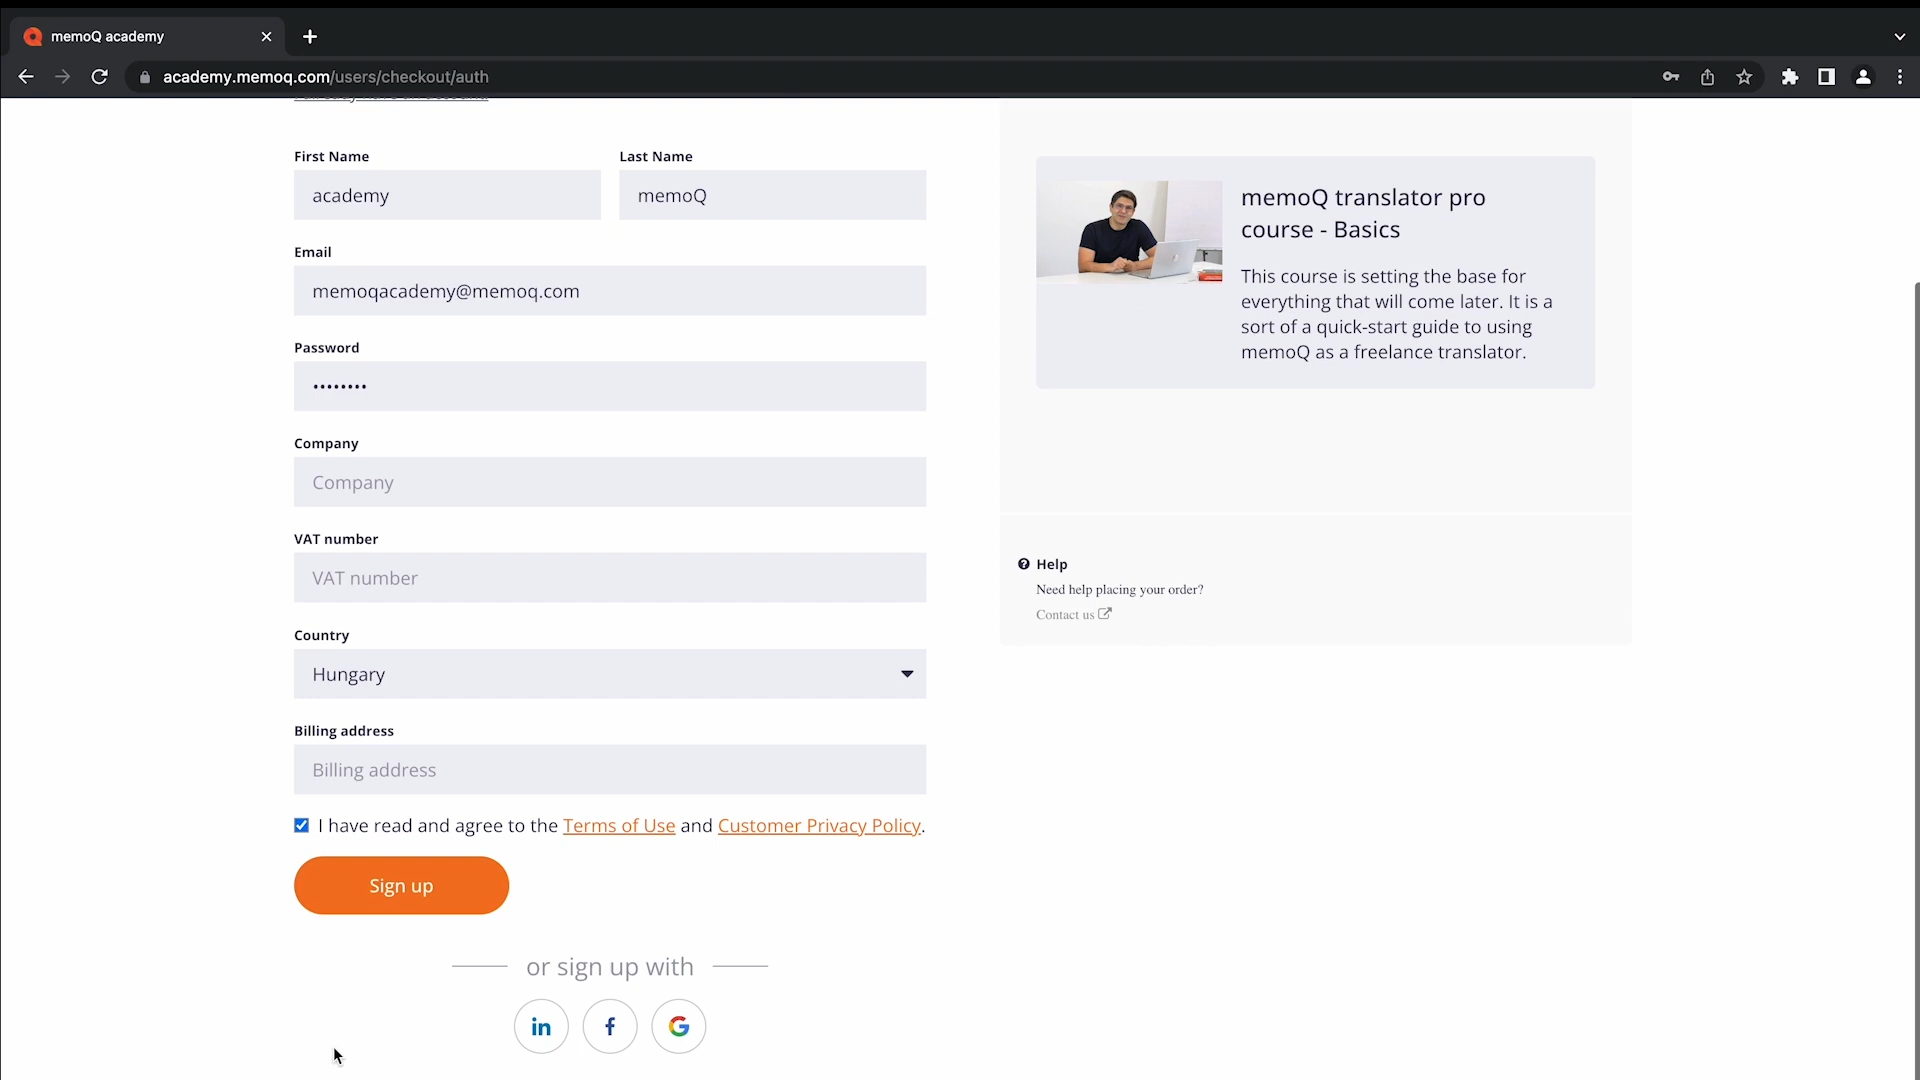 memoQ academy
academy.memoq.com/users/checkout/auth
I already have an account
First Name
Last Name
academy
memoQ
Email
memoqacademy@memoq.com
Password
••••••••
Company
Company
VAT number
VAT number
Country
Hungary
Billing address
Billing address
I have read and agree to the Terms of Use and Customer Privacy Policy.
Sign up
or sign up with
in
f
G
memoQ translator pro
course - Basics
This course is setting the base for
everything that will come later. It is a
sort of a quick-start guide to using
memoQ as a freelance translator.
Help
Need help placing your order?
Contact us